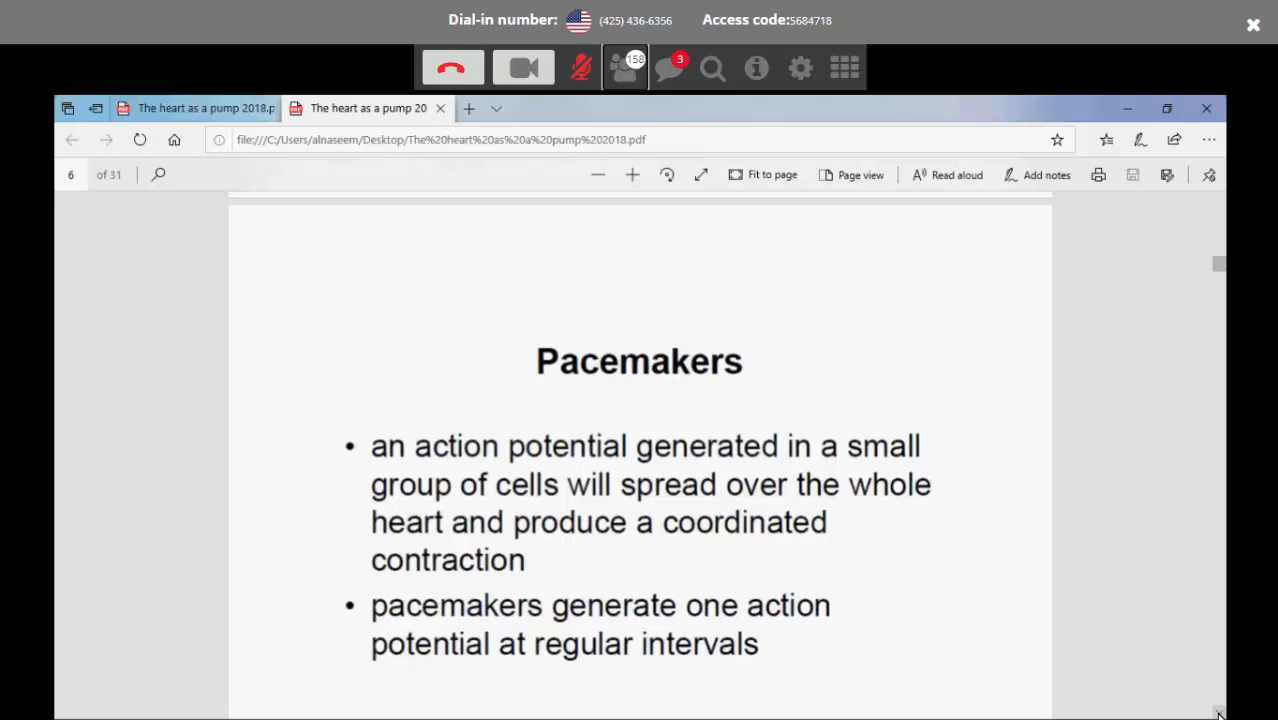 Dial-in number: (425) 436-6356 Access code:5684718
158 3
The heart as a pump 2018.p The heart as a pump 20
file:///C:/Users/alnaseem/Desktop/The%20heart%20as%20a%20pump%202018.pdf
6 of 31 Fit to page Page view Read aloud Add notes
Pacemakers
• an action potential generated in a small
group of cells will spread over the whole
heart and produce a coordinated
contraction
• pacemakers generate one action
potential at regular intervals